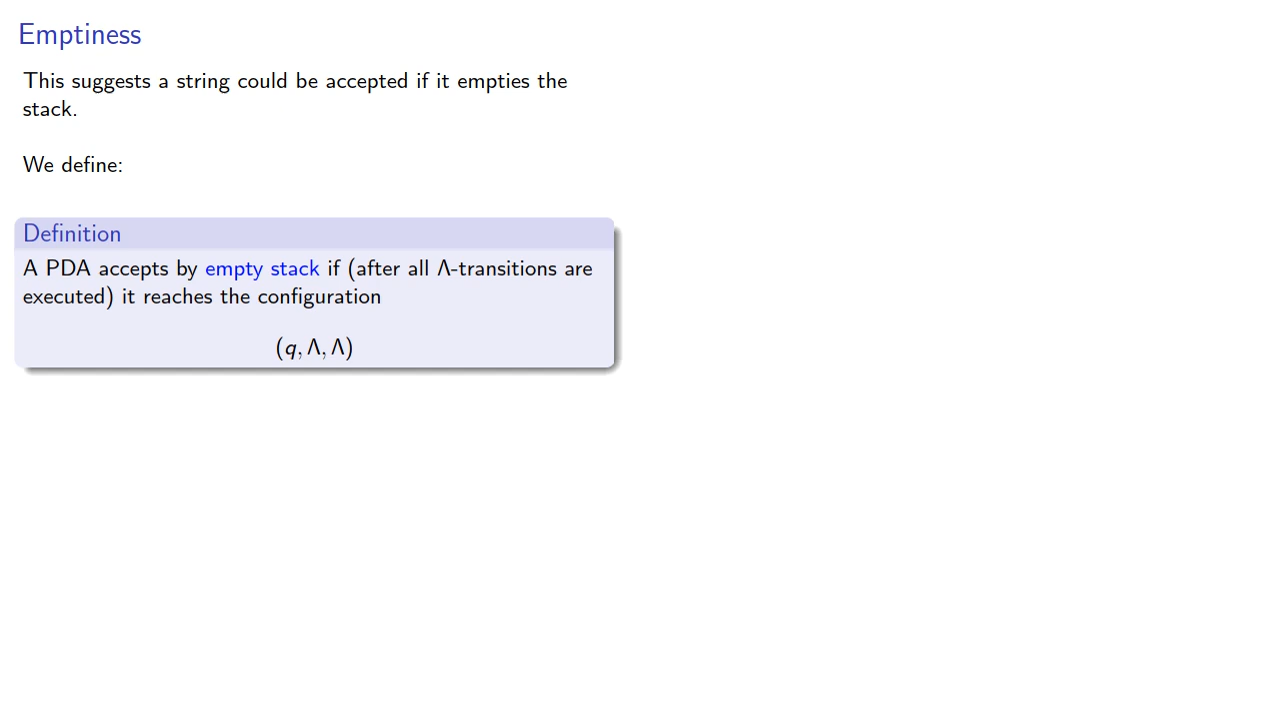 Emptiness
This suggests a string could be accepted if it empties the
stack.
We define:
Definition
A PDA accepts by empty stack if (after all Λ-transitions are
executed) it reaches the configuration
(q, Λ, Λ)